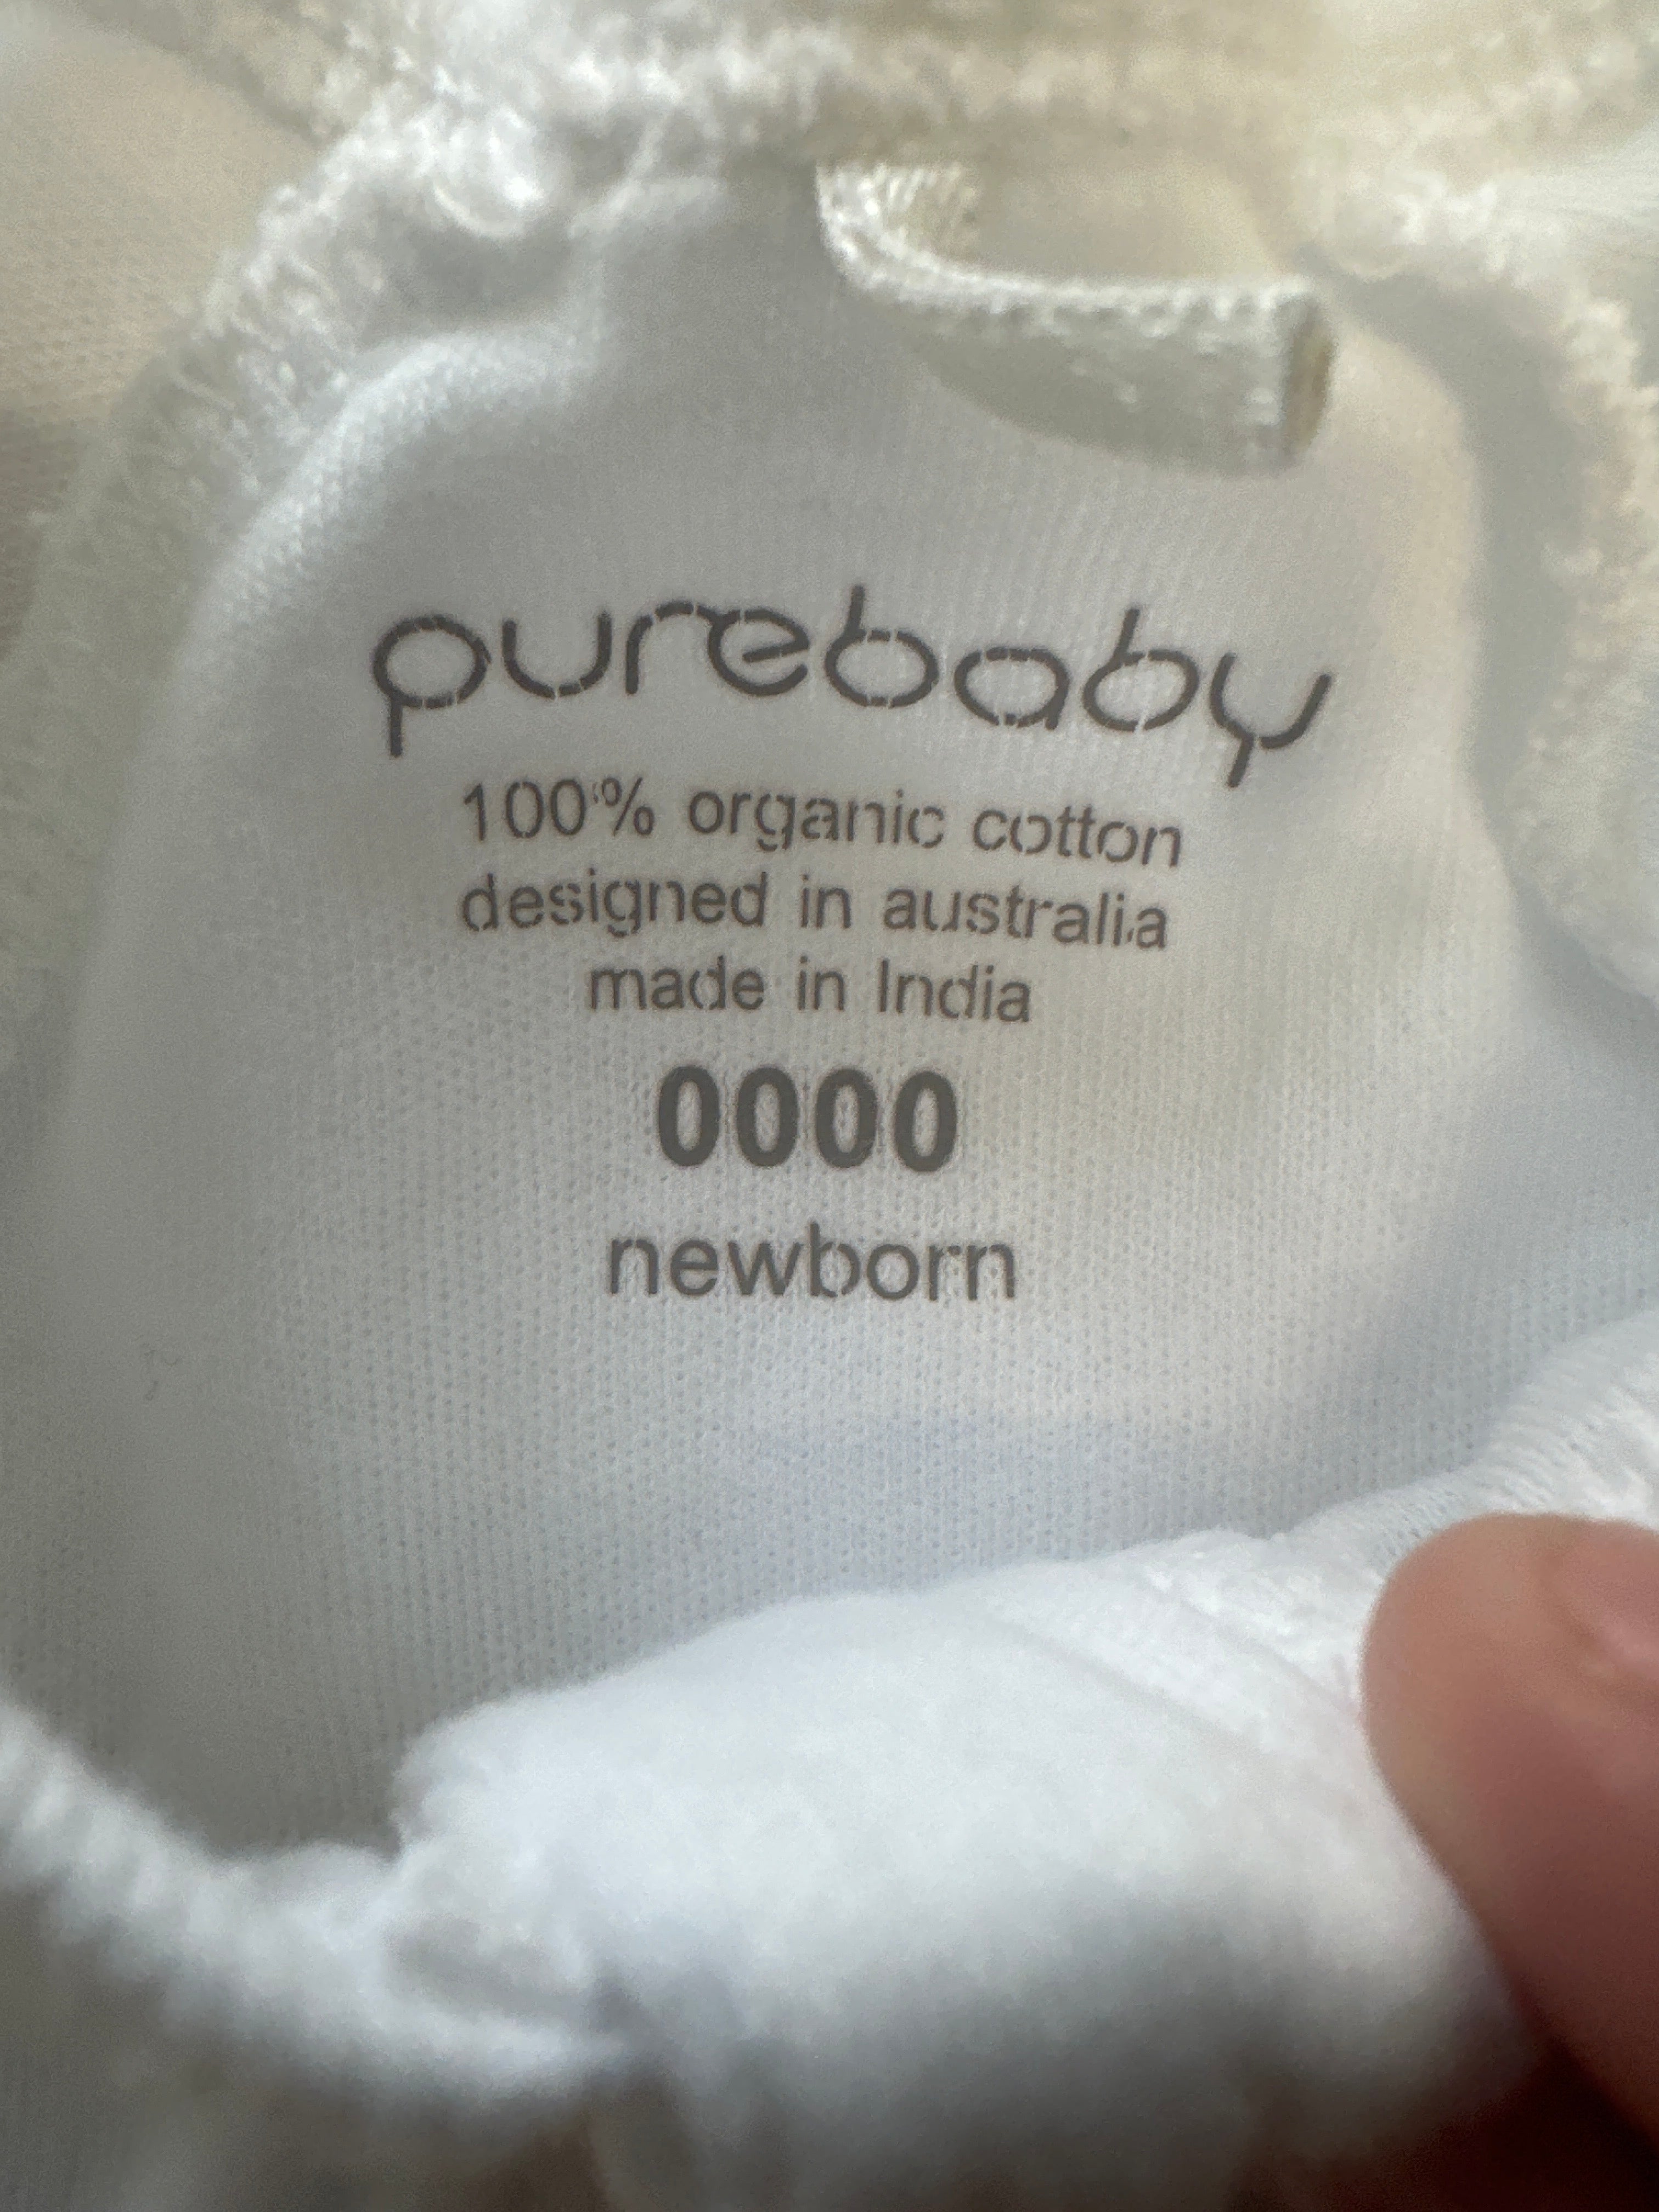 purebaby
100% organic cotton
designed in australia
made in India
0000
newborn